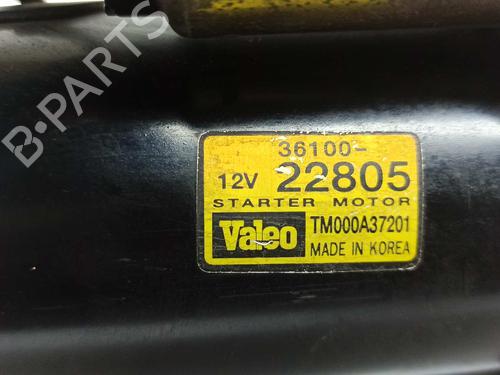 B-PARTS
36100-
12V 22805
STARTER MOTOR
Valeo TM000A37201
MADE IN KOREA